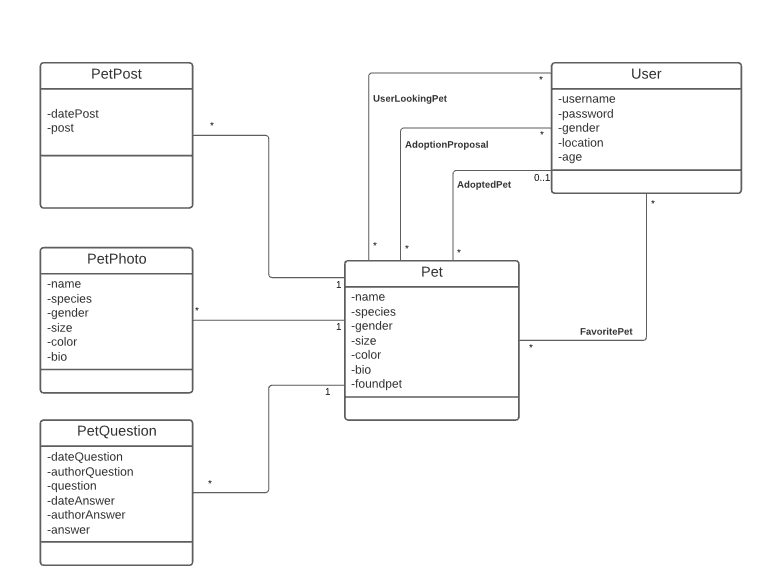 PetPost
-datePost
-post
*
PetPhoto
-name
-species
-gender
-size
-color
-bio
*
PetQuestion
-dateQuestion
-authorQuestion
-question
-dateAnswer
-authorAnswer
-answer
*
Pet
-name
-species
-gender
-size
-color
-bio
-foundpet
1
1
1
User
-username
-password
-gender
-location
-age
UserLookingPet
*
*
AdoptionProposal
*
*
AdoptedPet
0..1
*
FavoritePet
*
*